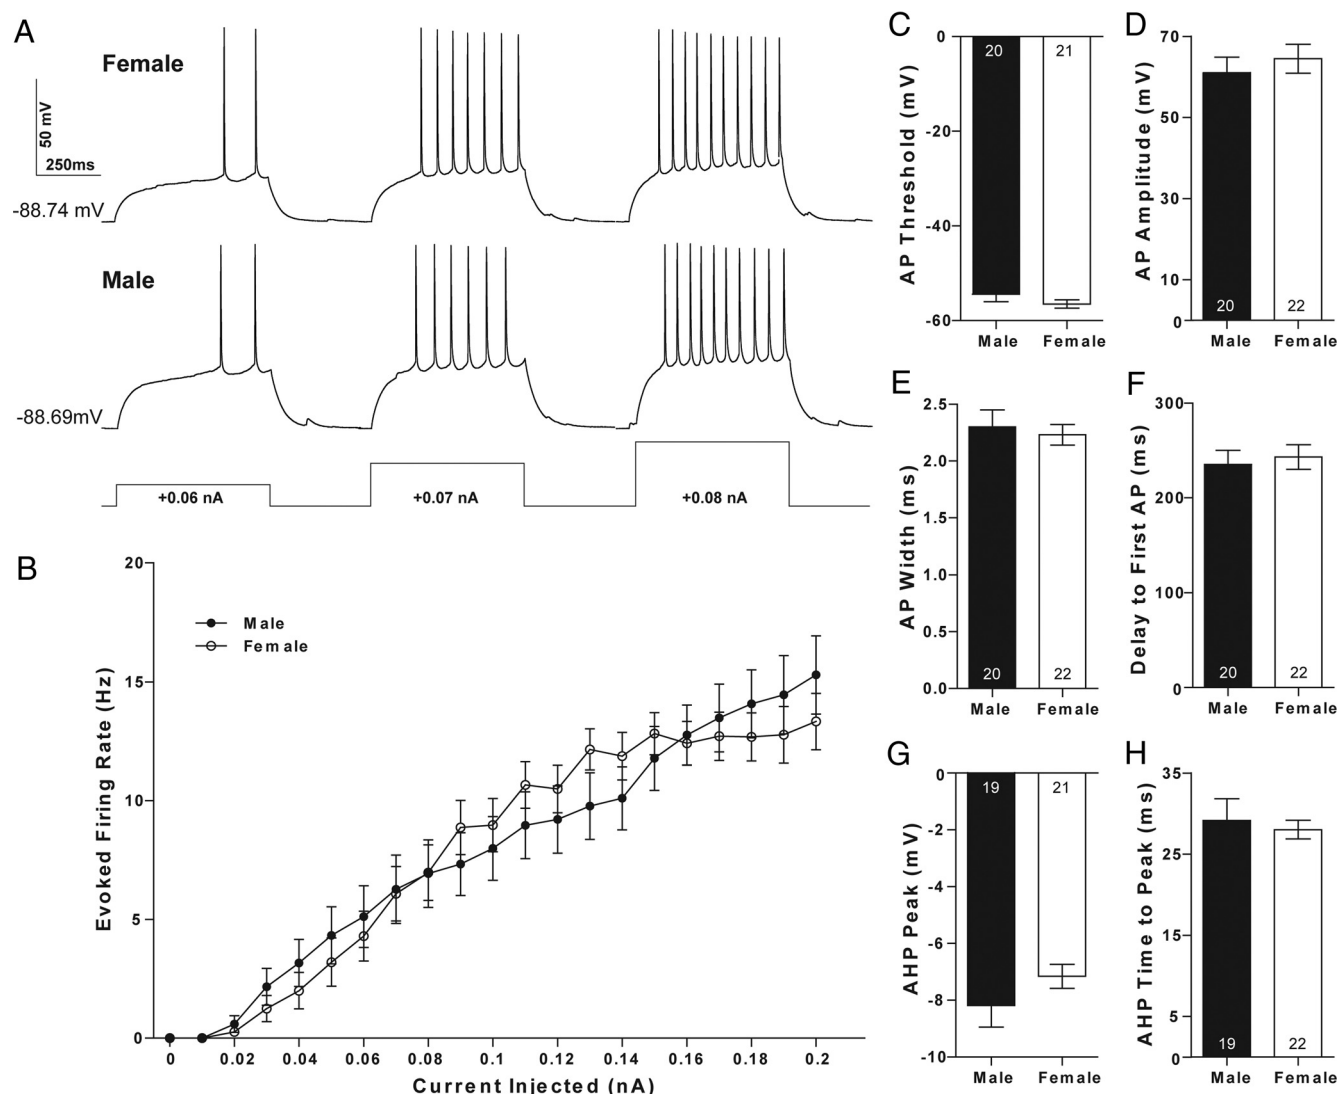 A
Female
50 mV
250ms
-88.74 mV
Male
-88.69mV
+0.06 nA
+0.07 nA
+0.08 nA
B
20
15
10
5
0
Evoked Firing Rate (Hz)
Male
Female
0 0.02 0.04 0.06 0.08 0.1 0.12 0.14 0.16 0.18 0.2
Current Injected (nA)
C
0
-20
-40
-60
AP Threshold (mV)
20 21
Male Female
D
70
50
30
10
0
AP Amplitude (mV)
20 22
Male Female
E
2.5
2.0
1.5
1.0
0.5
0.0
AP Width (ms)
20 22
Male Female
F
300
200
100
0
Delay to First AP (ms)
20 22
Male Female
G
0
-2
-4
-6
-8
-10
AHP Peak (mV)
19 21
Male Female
H
35
25
15
5
0
AHP Time to Peak (ms)
19 22
Male Female